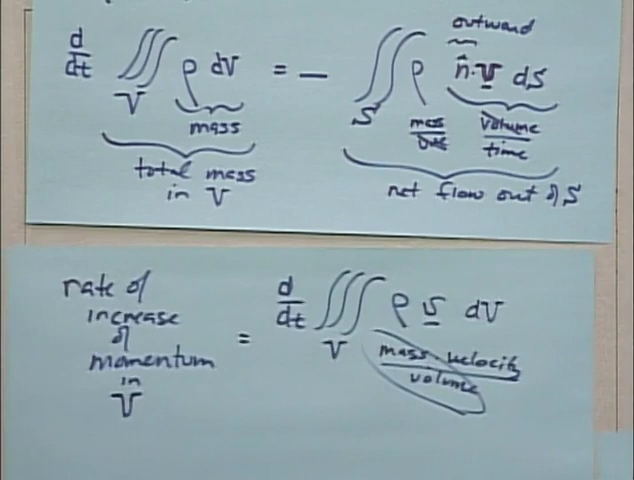 outward
d/dt ∭_V ρ dV = − ∬_S ρ n̂·v dS
mass
mass
volume
time
total mass
in V
net flow out of S
rate of
increase
of
momentum
in
V
= d/dt ∭_V ρ v dV
mass · velocity
volume